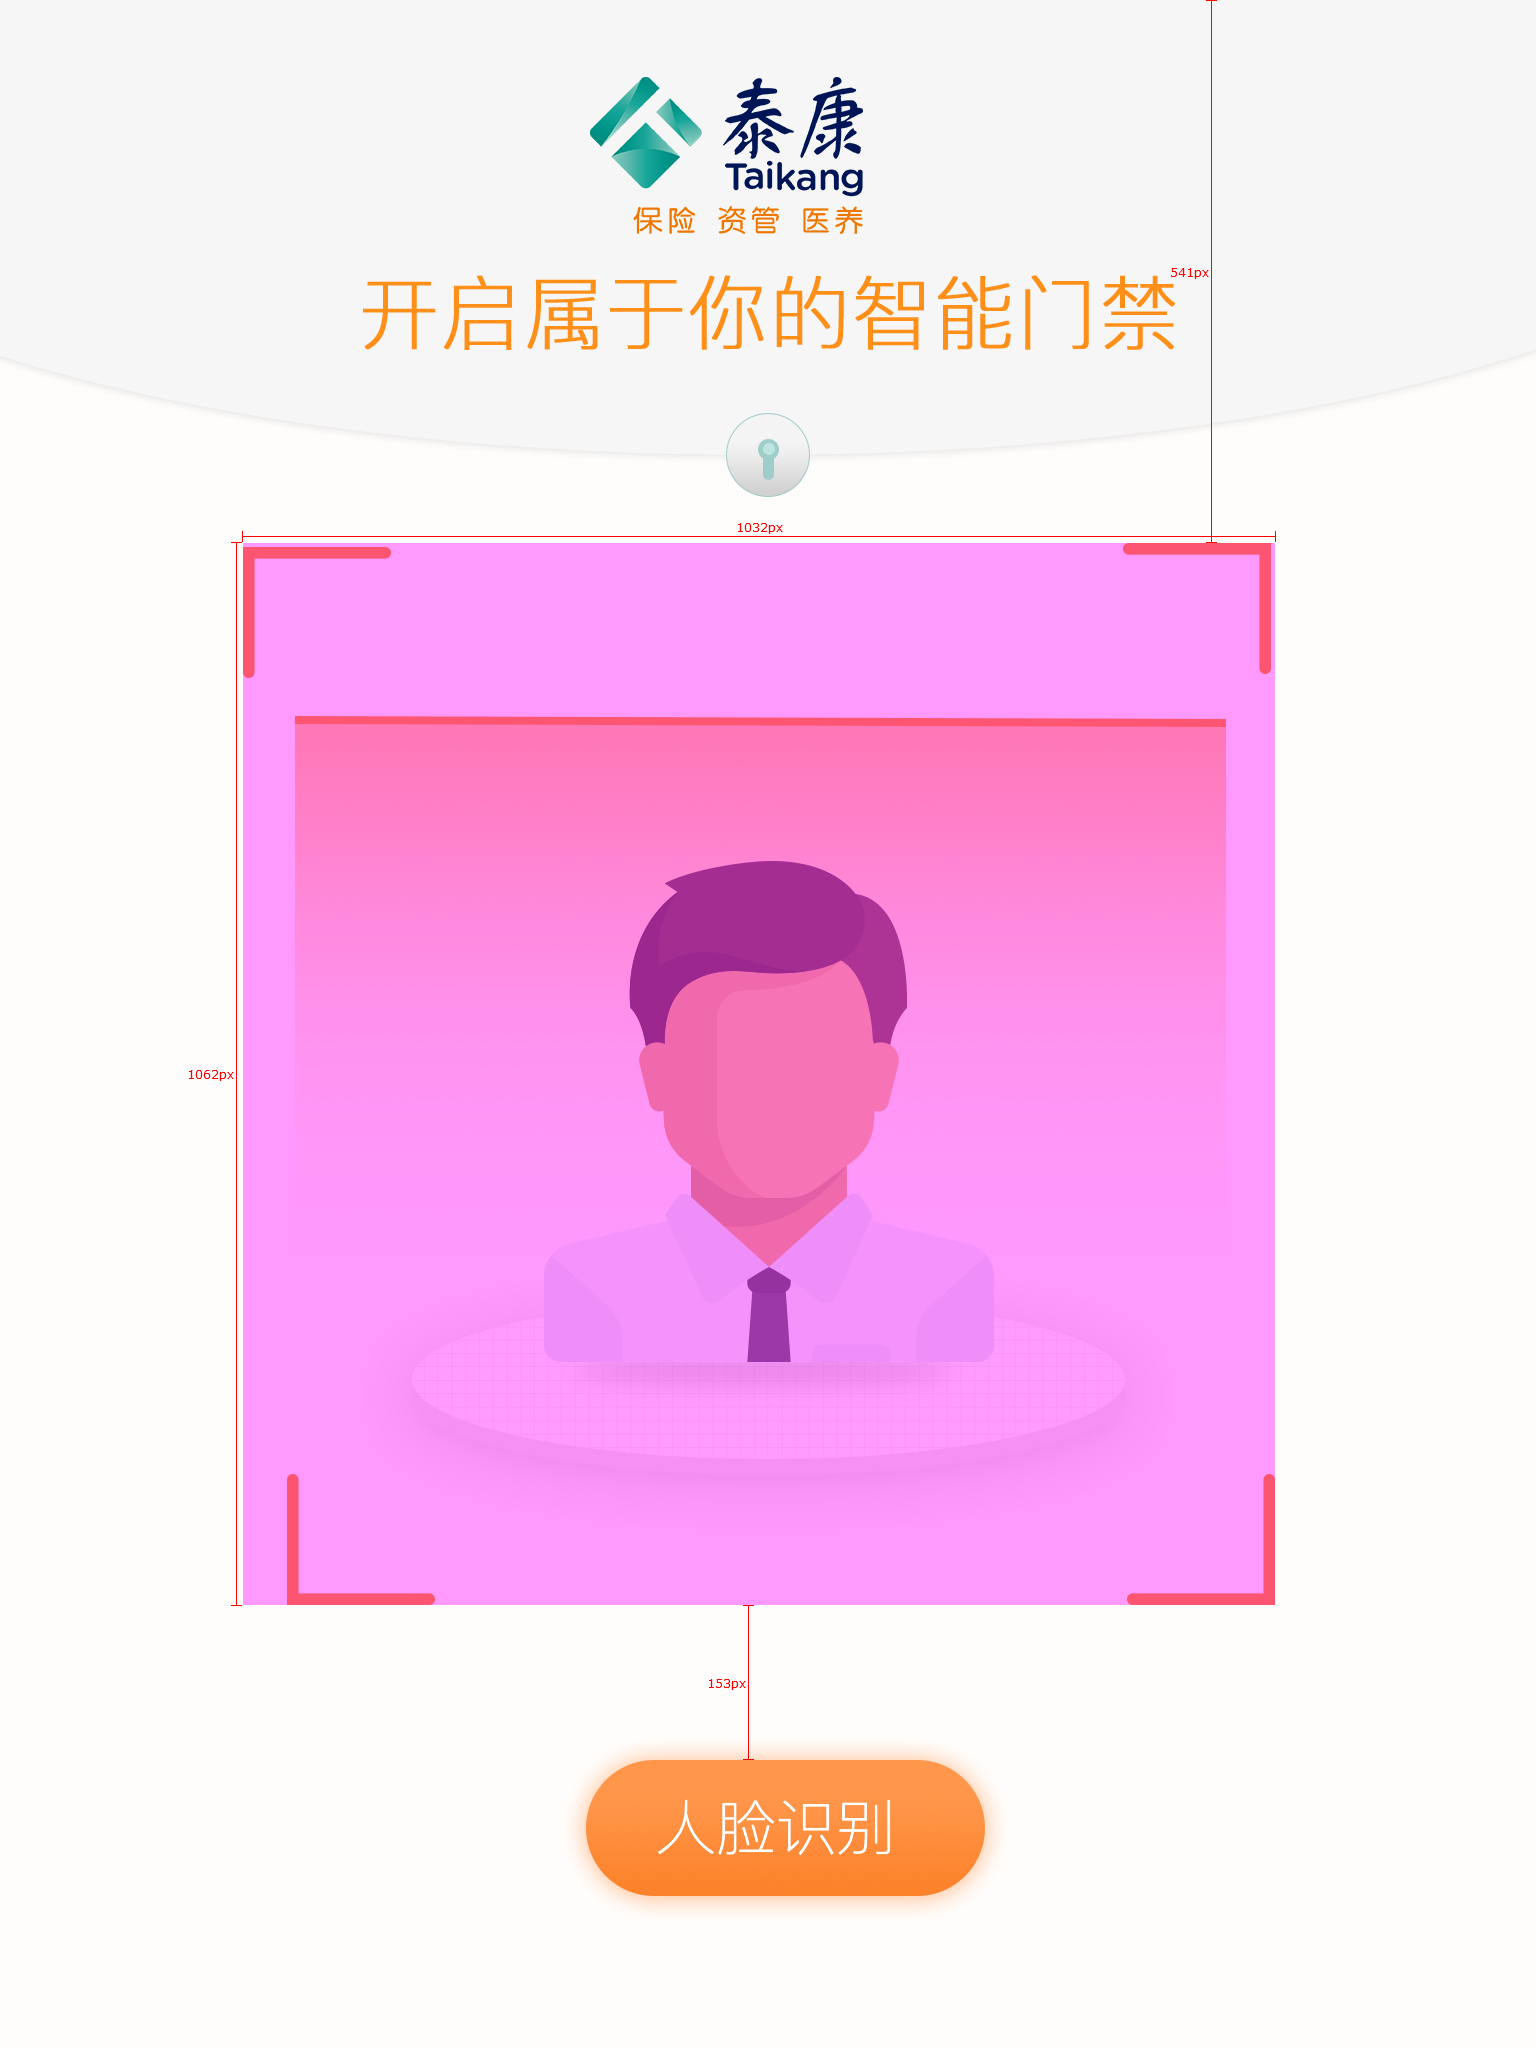 泰康
Taikang
保险 资管 医养
541px
开启属于你的智能门禁
1032px
1062px
153px
人脸识别